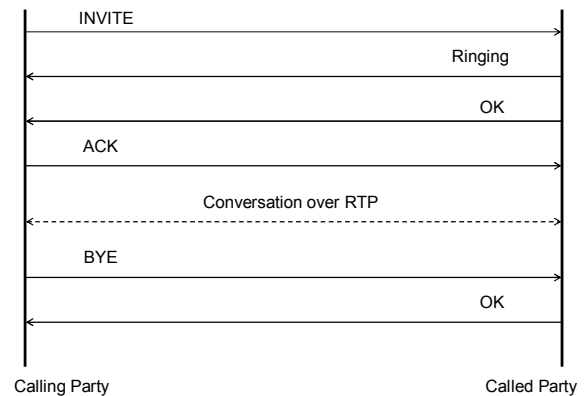 INVITE
Ringing
OK
ACK
Conversation over RTP
BYE
OK
Calling Party
Called Party